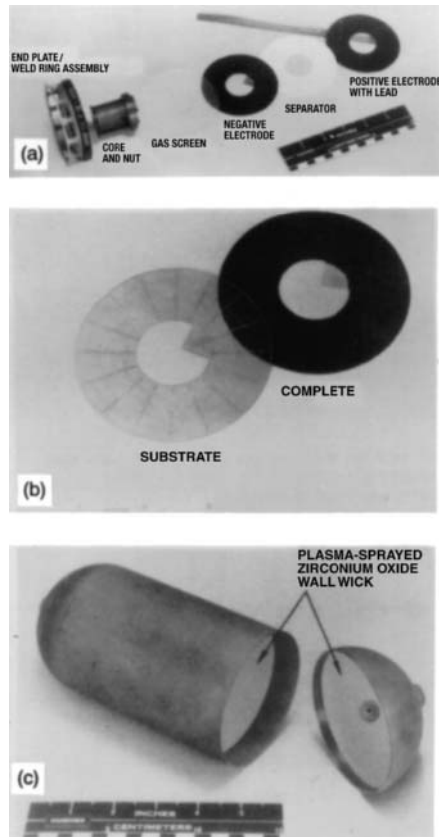 (a)
END PLATE/
WELD RING ASSEMBLY
CORE
AND NUT
GAS SCREEN
NEGATIVE
ELECTRODE
SEPARATOR
POSITIVE ELECTRODE
WITH LEAD
(b)
SUBSTRATE
COMPLETE
(c)
PLASMA-SPRAYED
ZIRCONIUM OXIDE
WALL WICK
INCHES
CENTIMETERS